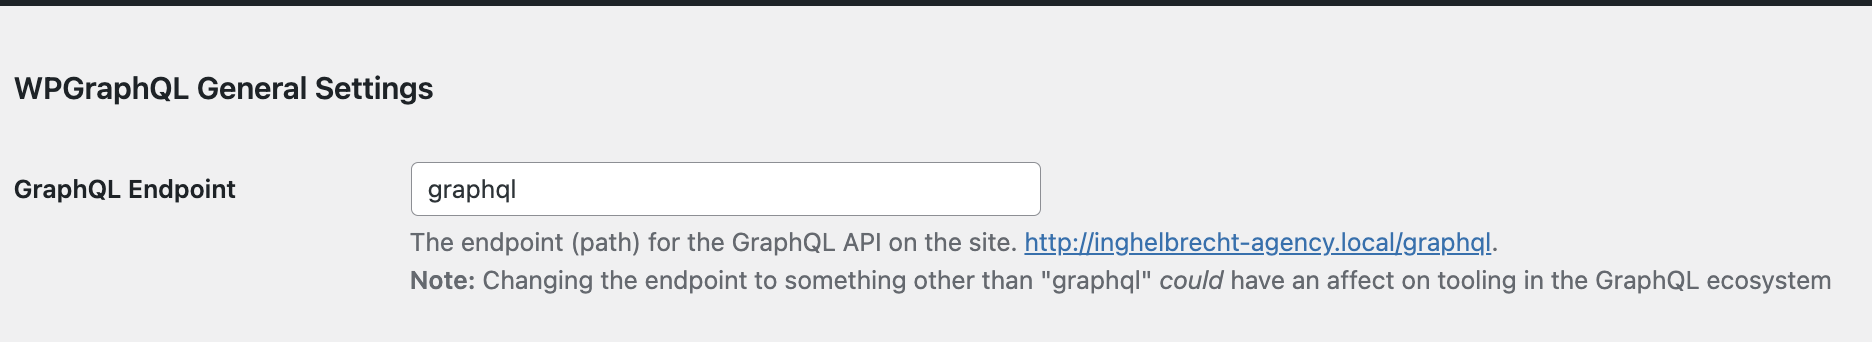 WPGraphQL General Settings
GraphQL Endpoint
graphql
The endpoint (path) for the GraphQL API on the site. http://inghelbrecht-agency.local/graphql.
Note: Changing the endpoint to something other than "graphql" could have an affect on tooling in the GraphQL ecosystem